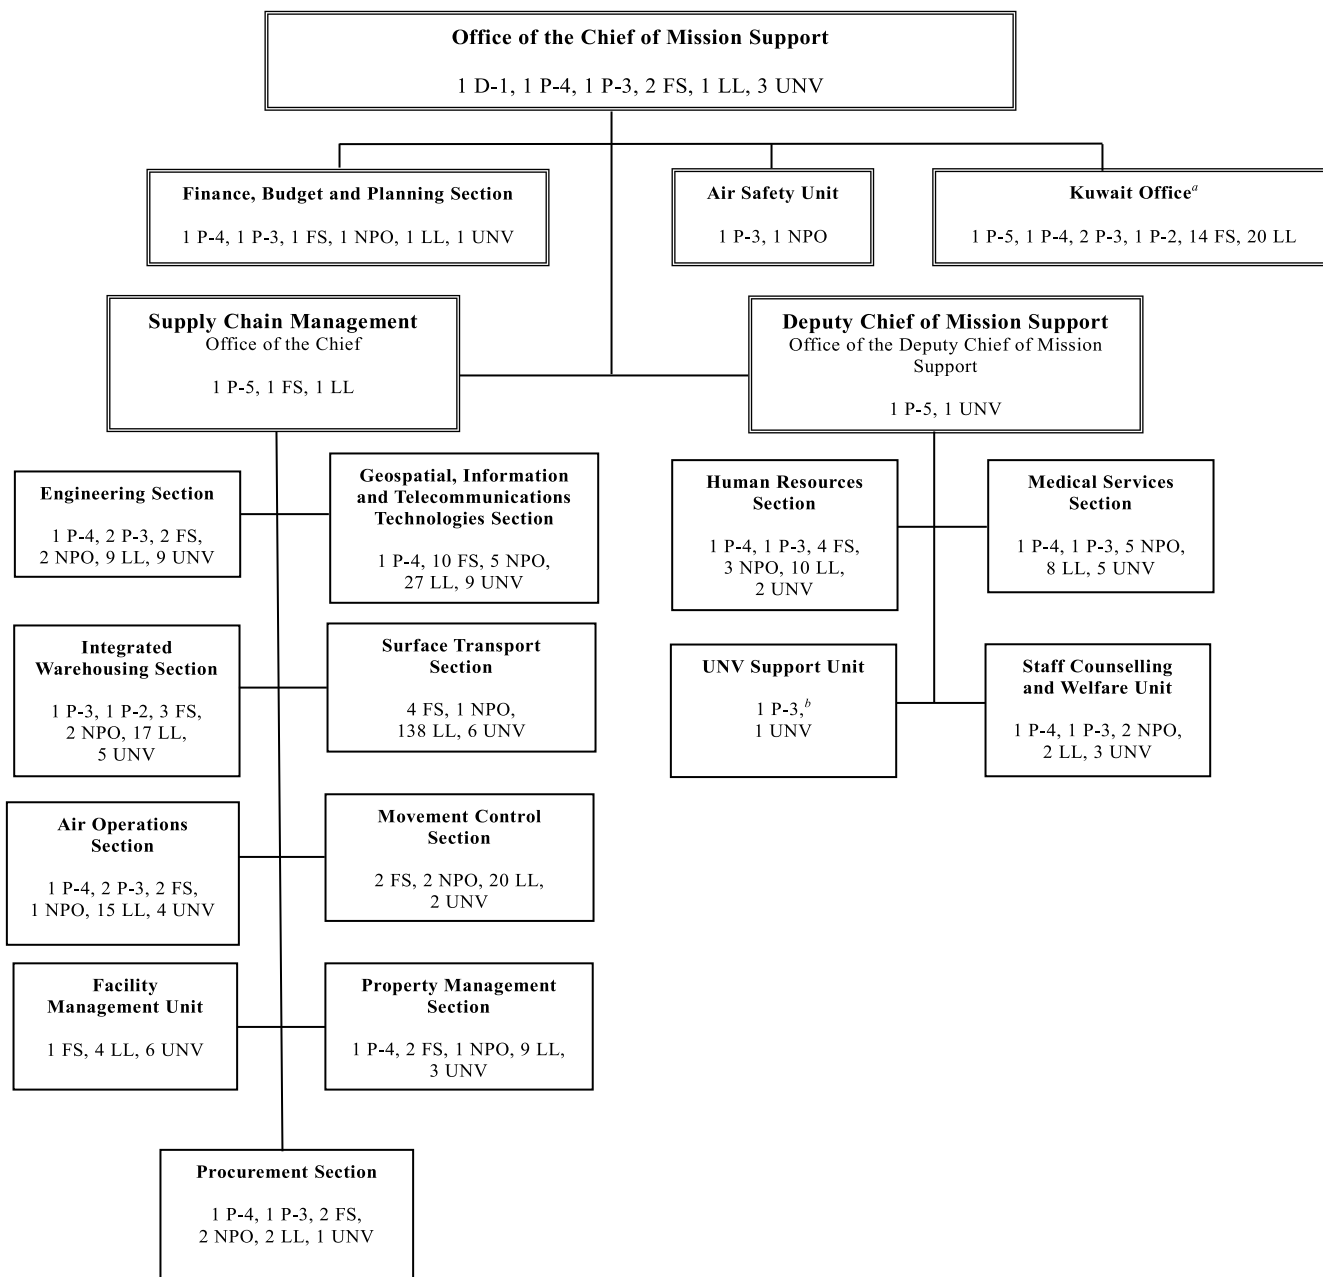 Office of the Chief of Mission Support
1 D-1, 1 P-4, 1 P-3, 2 FS, 1 LL, 3 UNV
Finance, Budget and Planning Section
1 P-4, 1 P-3, 1 FS, 1 NPO, 1 LL, 1 UNV
Air Safety Unit
1 P-3, 1 NPO
Kuwait Office a
1 P-5, 1 P-4, 2 P-3, 1 P-2, 14 FS, 20 LL
Supply Chain Management
Office of the Chief
1 P-5, 1 FS, 1 LL
Deputy Chief of Mission Support
Office of the Deputy Chief of Mission
Support
1 P-5, 1 UNV
Engineering Section
1 P-4, 2 P-3, 2 FS,
2 NPO, 9 LL, 9 UNV
Geospatial, Information
and Telecommunications
Technologies Section
1 P-4, 10 FS, 5 NPO,
27 LL, 9 UNV
Human Resources
Section
1 P-4, 1 P-3, 4 FS,
3 NPO, 10 LL,
2 UNV
Medical Services
Section
1 P-4, 1 P-3, 5 NPO,
8 LL, 5 UNV
Integrated
Warehousing Section
1 P-3, 1 P-2, 3 FS,
2 NPO, 17 LL,
5 UNV
Surface Transport
Section
4 FS, 1 NPO,
138 LL, 6 UNV
UNV Support Unit
1 P-3,b
1 UNV
Staff Counselling
and Welfare Unit
1 P-4, 1 P-3, 2 NPO,
2 LL, 3 UNV
Air Operations
Section
1 P-4, 2 P-3, 2 FS,
1 NPO, 15 LL, 4 UNV
Movement Control
Section
2 FS, 2 NPO, 20 LL,
2 UNV
Facility
Management Unit
1 FS, 4 LL, 6 UNV
Property Management
Section
1 P-4, 2 FS, 1 NPO, 9 LL,
3 UNV
Procurement Section
1 P-4, 1 P-3, 2 FS,
2 NPO, 2 LL, 1 UNV